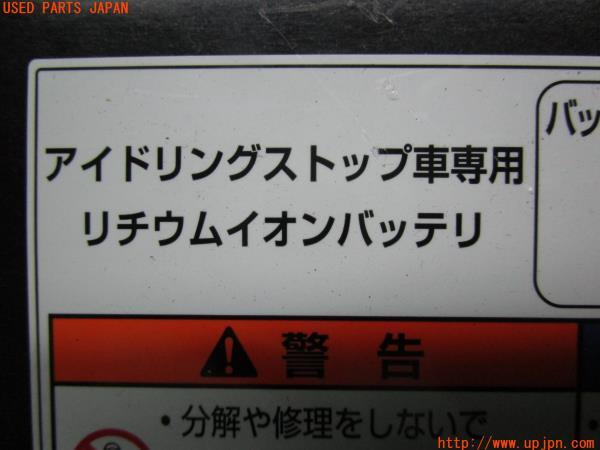 USED PARTS JAPAN
バッ
アイドリングストップ車専用
リチウムイオンバッテリ
警告
・分解や修理をしないで
http://www.upjpn.com/